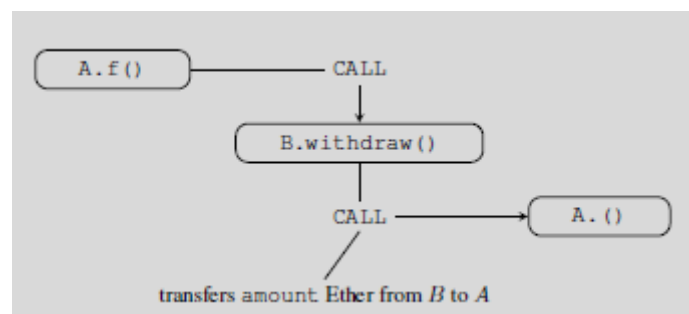 A.f()
CALL
B.withdraw()
CALL
A.()
transfers amount Ether from B to A